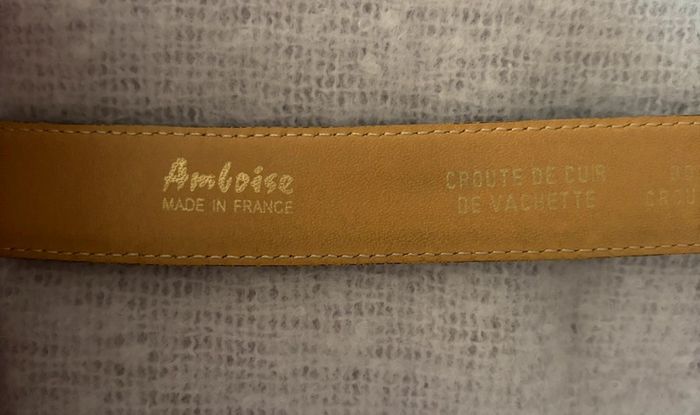 Amboise
MADE IN FRANCE
CROUTE DE CUIR
DE VACHETTE